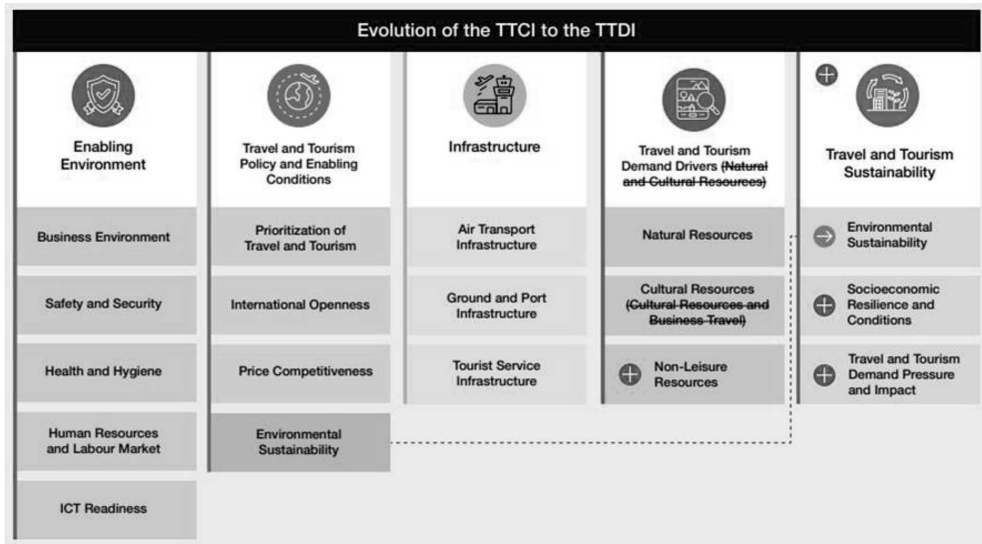 Evolution of the TTCI to the TTDI
Enabling
Environment
Business Environment
Safety and Security
Health and Hygiene
Human Resources
and Labour Market
ICT Readiness
Travel and Tourism
Policy and Enabling
Conditions
Prioritization of
Travel and Tourism
International Openness
Price Competitiveness
Environmental
Sustainability
Infrastructure
Air Transport
Infrastructure
Ground and Port
Infrastructure
Tourist Service
Infrastructure
Travel and Tourism
Demand Drivers (Natural
and Cultural Resources)
Natural Resources
Cultural Resources
(Cultural Resources and
Business Travel)
Non-Leisure
Resources
Travel and Tourism
Sustainability
Environmental
Sustainability
Socioeconomic
Resilience and
Conditions
Travel and Tourism
Demand Pressure
and Impact